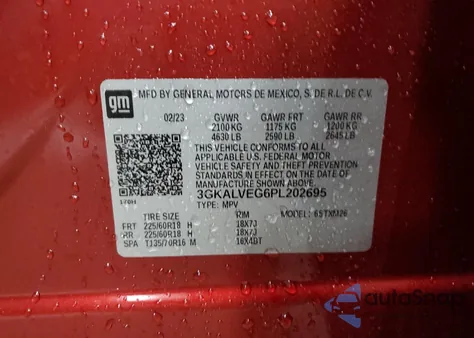 gm
MFD BY GENERAL MOTORS DE MEXICO, S. DE R.L. DE C.V.
02/23 GVWR GAWR FRT GAWR RR
2100 KG 1175 KG 1200 KG
4630 LB 2590 LB 2645 LB
THIS VEHICLE CONFORMS TO ALL
APPLICABLE U.S. FEDERAL MOTOR
VEHICLE SAFETY AND THEFT
PREVENTION STANDARDS IN EFFECT
ON THE DATE OF MANUFACTURE
SHOWN ABOVE.
3GKALVEG6PL202695
TYPE: MPV MODEL: 6STXM26
TIRE SIZE RIM
FRT 225/60R18 H 18X7J
RR 225/60R18 H 18X7J
SPA T135/70R16 M 16X4BT
autoSnap